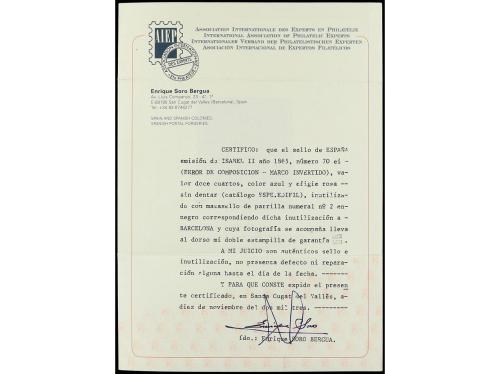 AIEP
ASSOCIATION INTERNATIONALE DES EXPERTS EN PHILATELIE
INTERNATIONAL ASSOCIATION OF PHILATELIC EXPERTS
INTERNATIONALER VERBAND DER PHILATELISTISCHEN EXPERTEN
ASOCIACIÓN INTERNACIONAL DE EXPERTOS FILATELICOS
Enrique Soro Bergua
SPAIN AND SPANISH COLONIES,
SPANISH POSTAL FORGERIES
CERTIFICO: que el sello de ESPAÑA
emisión de ISABEL II año 1865, número 70 ei-
(ERROR DE COMPOSICION - MARCO INVERTIDO), va-
lor doce cuartos, color azul y efigie rosa --
sin dentar (catálogo YSPE,EDIFIL), inutiliza-
do con matasello de parrilla numeral nº 2 en-
negro correspondiendo dicha inutilización a -
BARCELONA y cuya fotografía se acompaña lleva
al dorso mi doble estampilla de garantía
A MI JUICIO son auténticos sello e
inutilización, no presenta defecto ni repara-
ción alguna hasta el día de la fecha. --------
Y PARA QUE CONSTE expido el presen
te certificado, en Sant Cugat del Vallès, a-
diez de noviembre del dos mil tres. --------
Enrique Soro
fdo.: Enrique SORO BERGUA.